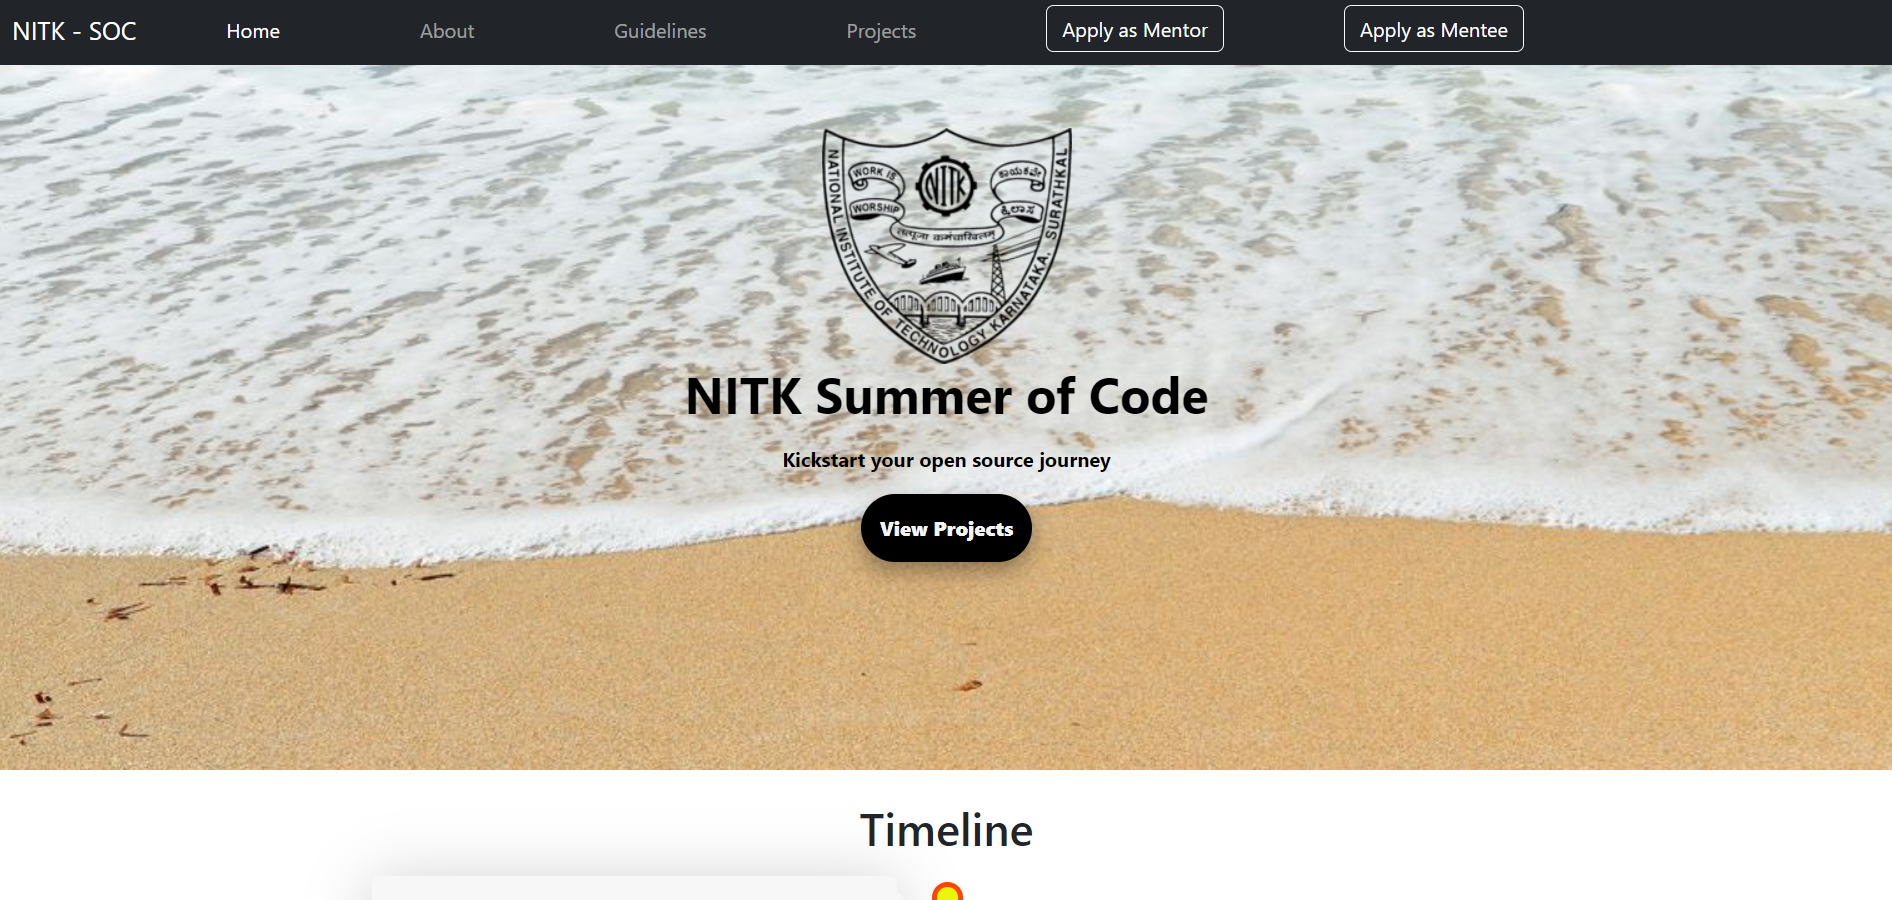 NITK - SOC
Home
About
Guidelines
Projects
Apply as Mentor
Apply as Mentee
NATIONAL INSTITUTE OF TECHNOLOGY KARNATAKA, SURATHKAL
WORK IS
WORSHIP
NITK
ಕಾಯಕವೇ
ಕೈಲಾಸ
NITK Summer of Code
Kickstart your open source journey
View Projects
Timeline